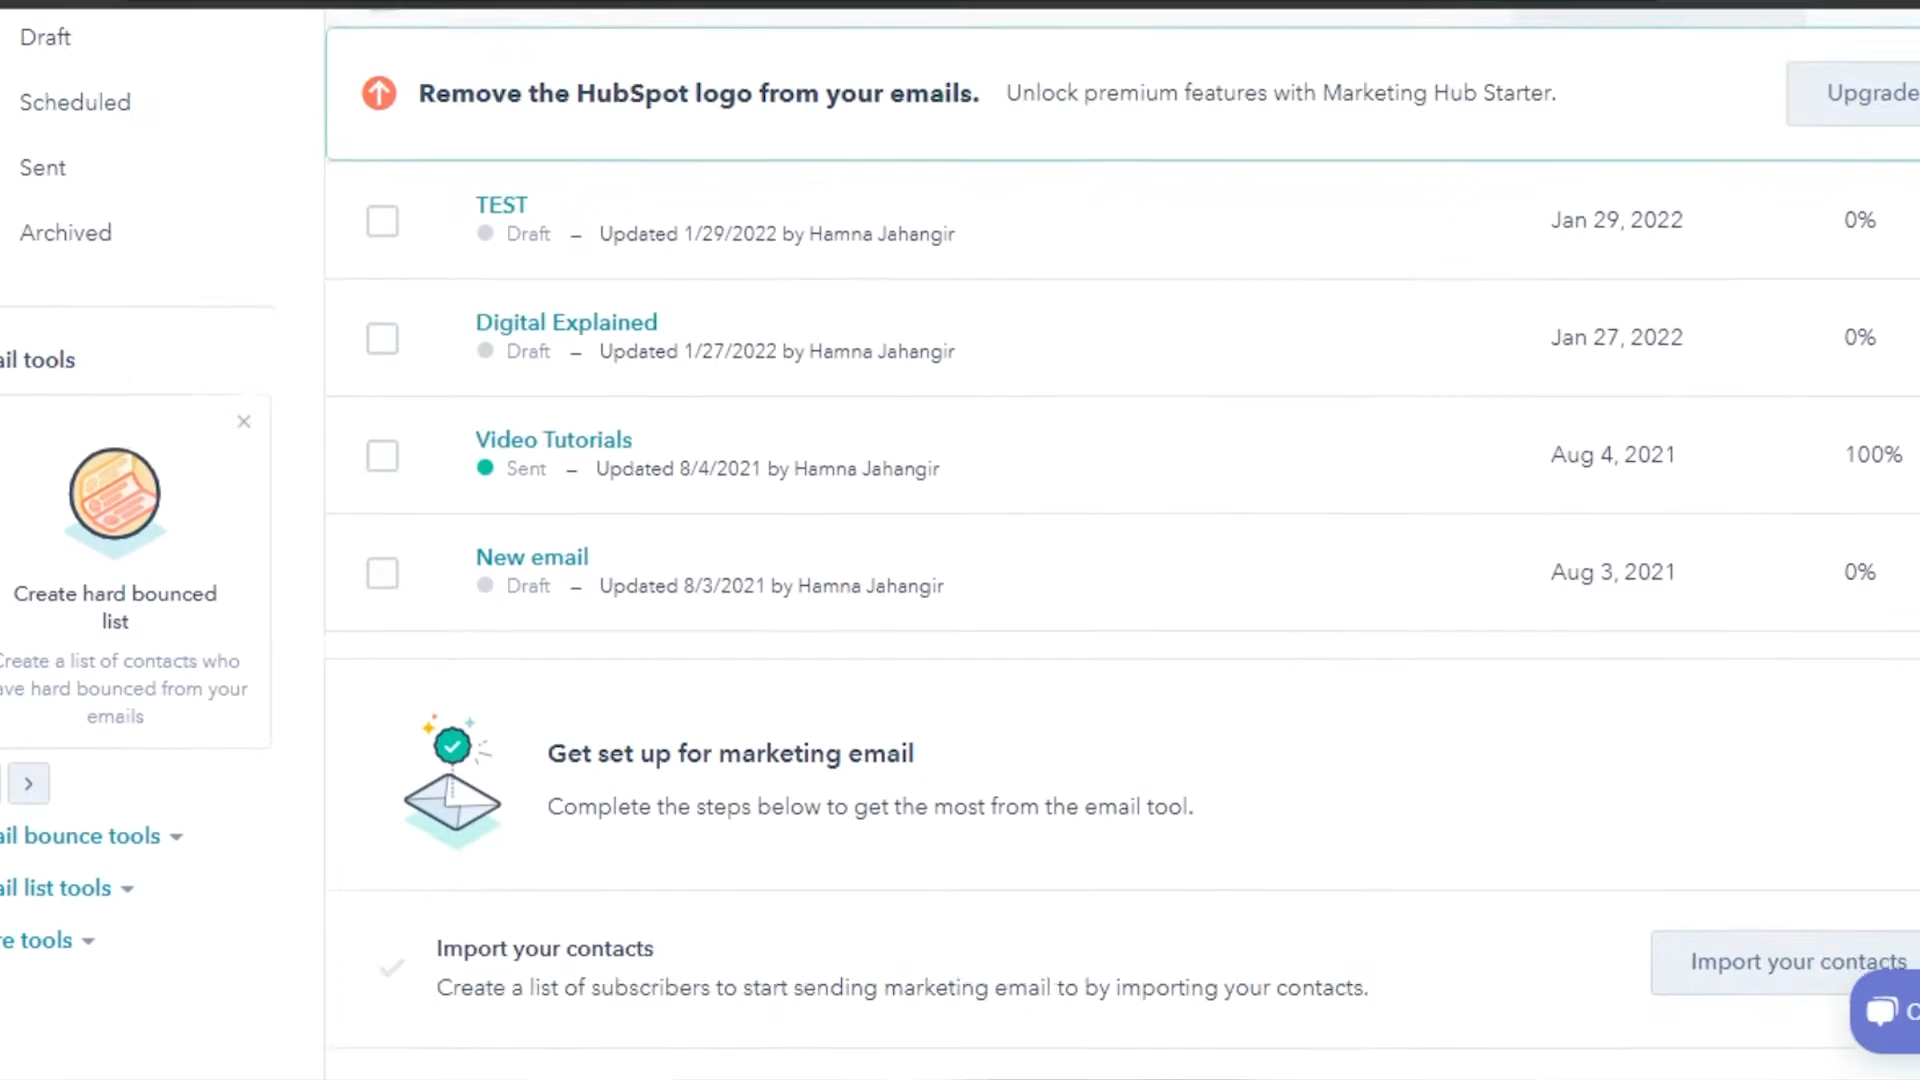 Draft
Scheduled
Sent
Archived
ail tools
Create hard bounced
list
Create a list of contacts who
ave hard bounced from your
emails
ail bounce tools
ail list tools
re tools
Remove the HubSpot logo from your emails. Unlock premium features with Marketing Hub Starter.
Upgrade
TEST
Draft – Updated 1/29/2022 by Hamna Jahangir
Jan 29, 2022 0%
Digital Explained
Draft – Updated 1/27/2022 by Hamna Jahangir
Jan 27, 2022 0%
Video Tutorials
Sent – Updated 8/4/2021 by Hamna Jahangir
Aug 4, 2021 100%
New email
Draft – Updated 8/3/2021 by Hamna Jahangir
Aug 3, 2021 0%
Get set up for marketing email
Complete the steps below to get the most from the email tool.
Import your contacts
Create a list of subscribers to start sending marketing email to by importing your contacts.
Import your contacts